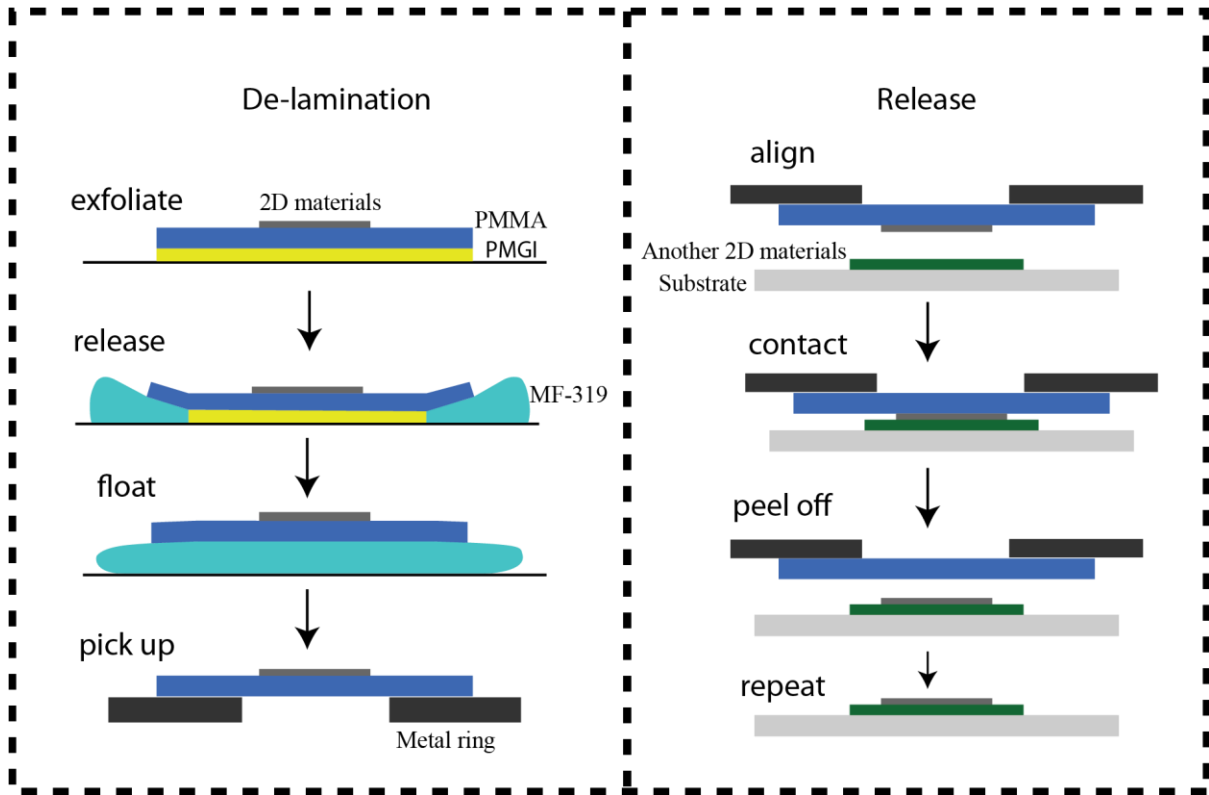 De-lamination
exfoliate
2D materials
PMMA
PMGI
release
MF-319
float
pick up
Metal ring
Release
align
Another 2D materials
Substrate
contact
peel off
repeat